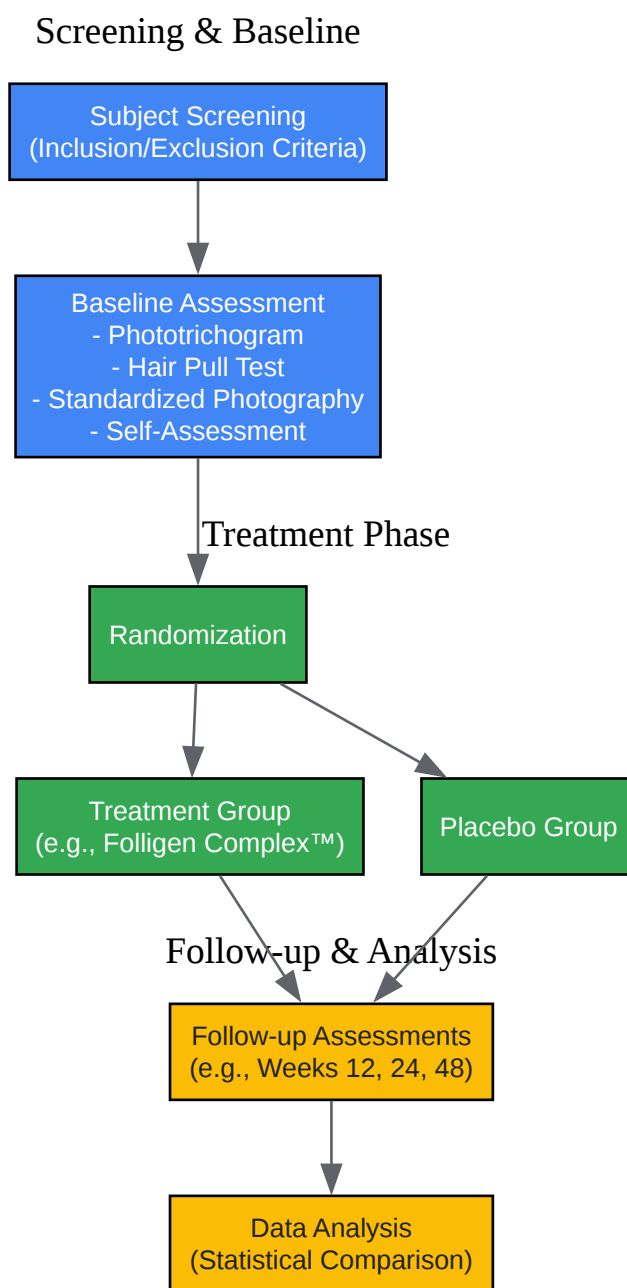 Screening & Baseline
Subject Screening
(Inclusion/Exclusion Criteria)
Baseline Assessment
- Phototrichogram
- Hair Pull Test
- Standardized Photography
- Self-Assessment
Treatment Phase
Randomization
Treatment Group
(e.g., Folligen Complex™)
Placebo Group
Follow-up & Analysis
Follow-up Assessments
(e.g., Weeks 12, 24, 48)
Data Analysis
(Statistical Comparison)